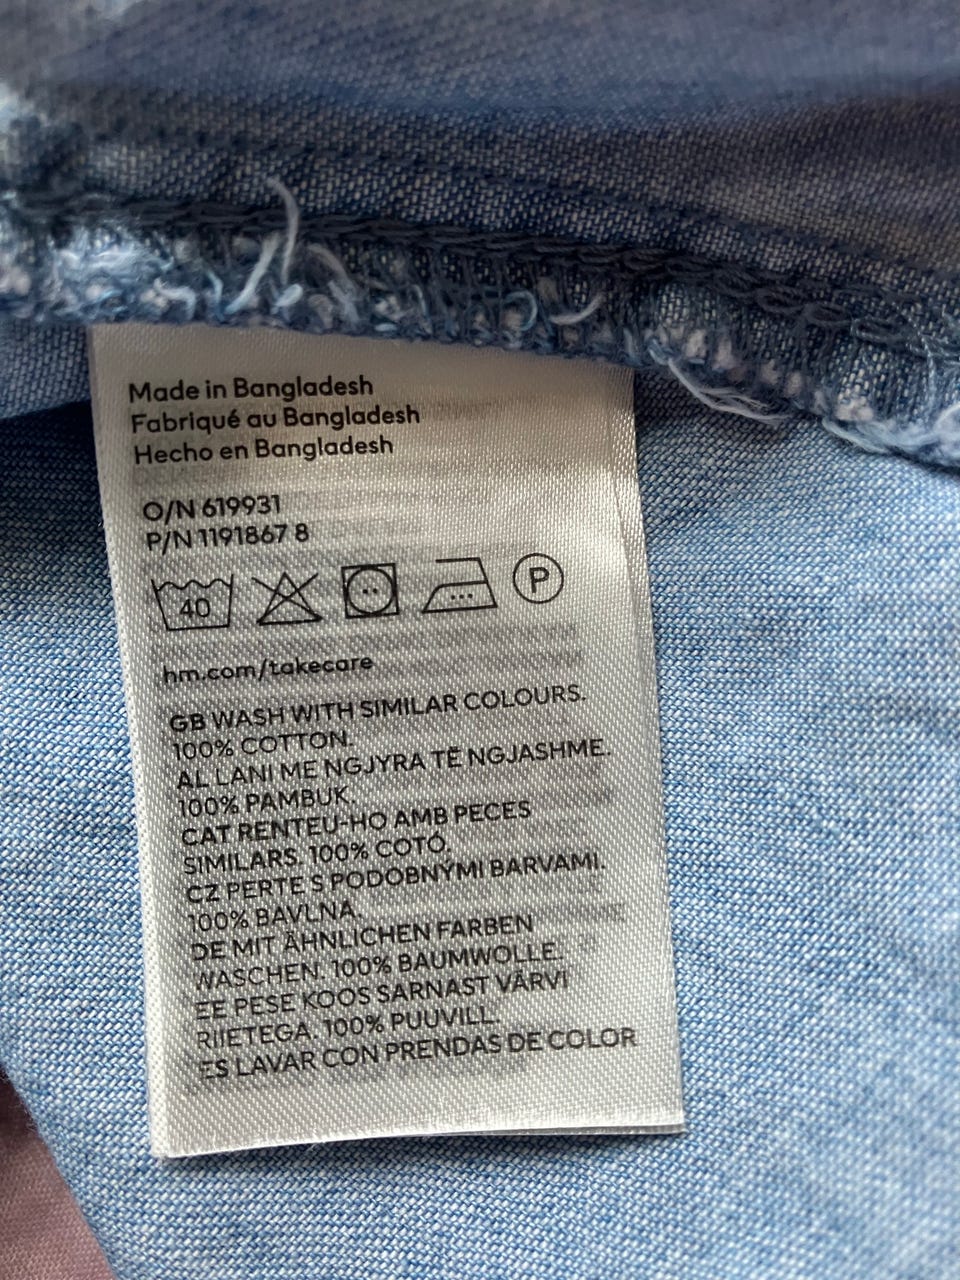 Made in Bangladesh
Fabriqué au Bangladesh
Hecho en Bangladesh
O/N 619931
P/N 1191867 8
40 P
hm.com/takecare
GB WASH WITH SIMILAR COLOURS.
100% COTTON.
AL LANI ME NGJYRA TË NGJASHME.
100% PAMBUK.
CAT RENTEU-HO AMB PECES
SIMILARS. 100% COTÓ.
CZ PERTE S PODOBNÝMI BARVAMI.
100% BAVLNA.
DE MIT ÄHNLICHEN FARBEN
WASCHEN. 100% BAUMWOLLE.
EE PESE KOOS SARNAST VÄRVI
RIIETEGA. 100% PUUVILL.
ES LAVAR CON PRENDAS DE COLOR